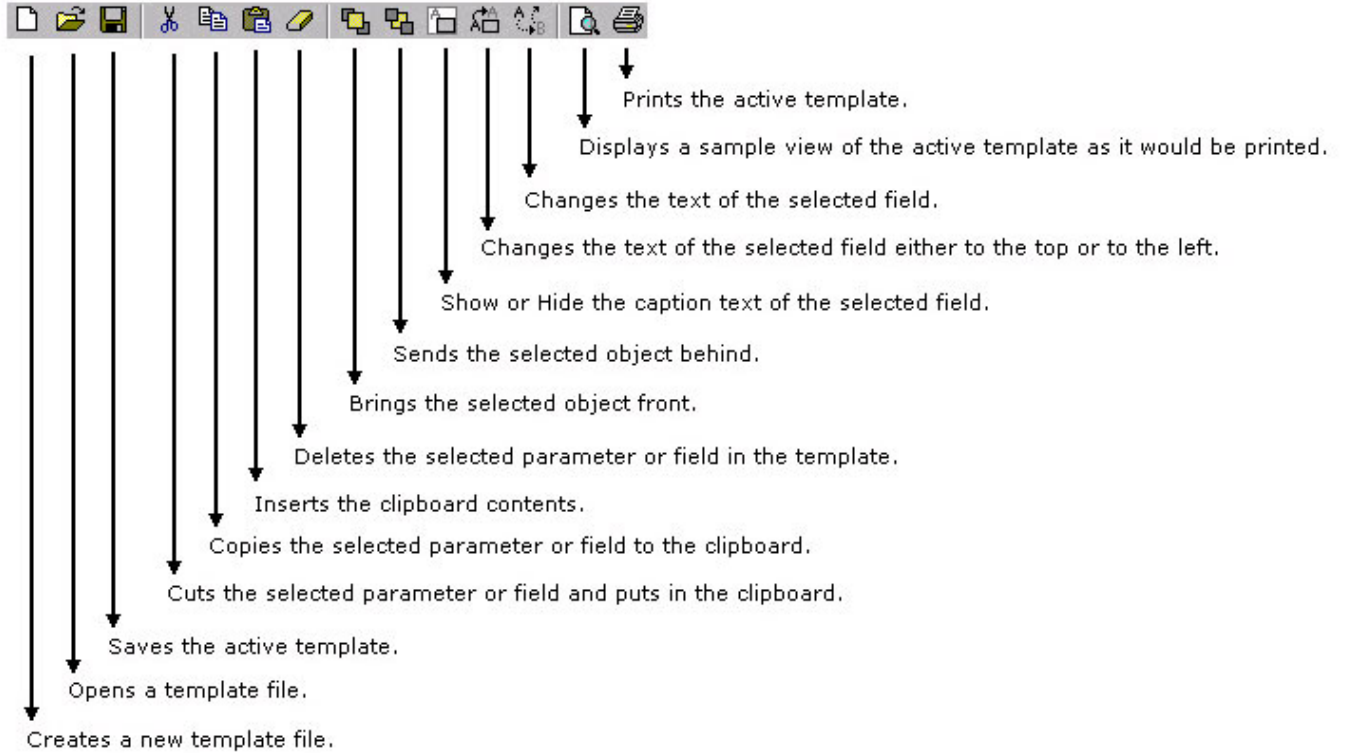 Prints the active template.
Displays a sample view of the active template as it would be printed.
Changes the text of the selected field.
Changes the text of the selected field either to the top or to the left.
Show or Hide the caption text of the selected field.
Sends the selected object behind.
Brings the selected object front.
Deletes the selected parameter or field in the template.
Inserts the clipboard contents.
Copies the selected parameter or field to the clipboard.
Cuts the selected parameter or field and puts in the clipboard.
Saves the active template.
Opens a template file.
Creates a new template file.